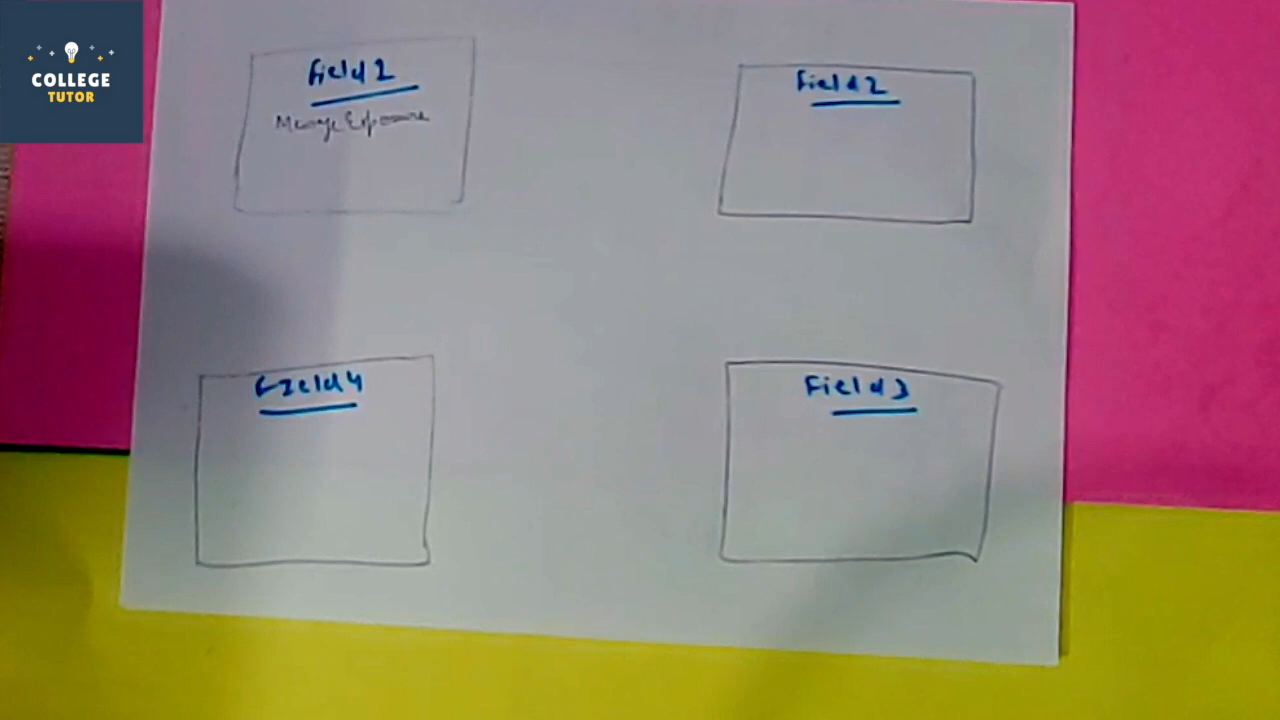 COLLEGE
TUTOR
Field 1
Message Exposure
Field 2
Field 4
Field 3